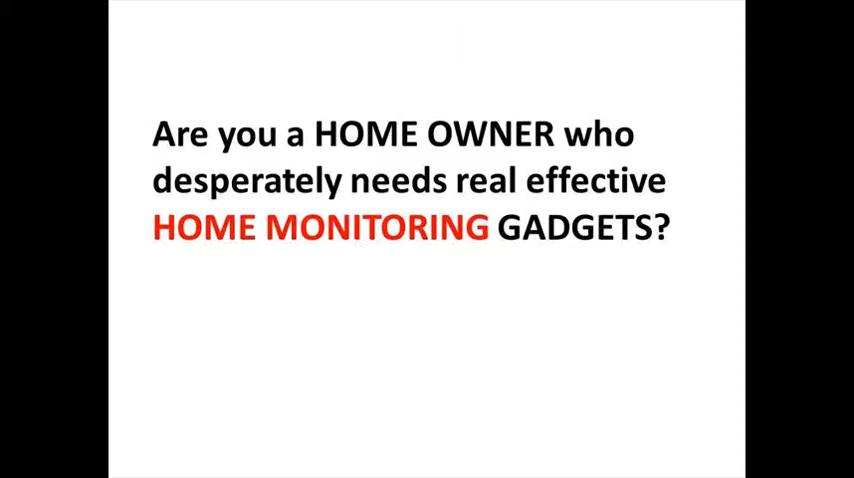 Are you a HOME OWNER who
desperately needs real effective
HOME MONITORING GADGETS?